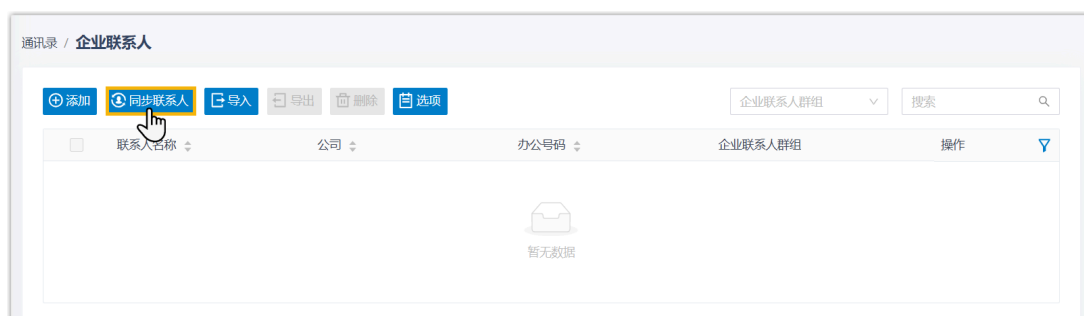 通讯录 / 企业联系人
添加 同步联系人 导入 导出 删除 选项 企业联系人群组 搜索
联系人名称 公司 办公号码 企业联系人群组 操作
暂无数据